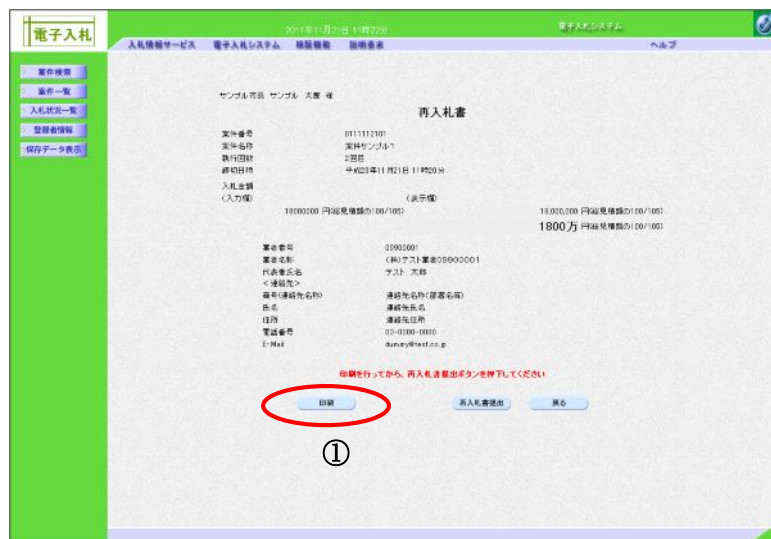 電子入札
2011年11月21日 11時22分
電子入札システム
入札情報サービス 電子入札システム 検証機能 説明要求 ヘルプ
案件検索
案件一覧
入札状況一覧
登録者情報
保存データ表示
サンプル市長 サンプル 太郎 様
再入札書
案件番号 0111112101
案件名称 案件サンプル1
執行回数 2回目
締切日時 平成23年11月21日 11時20分
入札金額
(入力欄) (表示欄)
18000000 円(総見積額の100/105) 18,000,000 円(総見積額の100/105)
1800万 円(総見積額の100/105)
業者番号 09900001
業者名称 (株)テスト業者09900001
代表者氏名 テスト 太郎
<連絡先>
商号(連絡先名称) 連絡先名称(部署名等)
氏名 連絡先氏名
住所 連絡先住所
電話番号 03-0000-0000
E-Mail dummy@test.co.jp
印刷を行ってから、再入札書提出ボタンを押下してください
印刷 再入札書提出 戻る
①